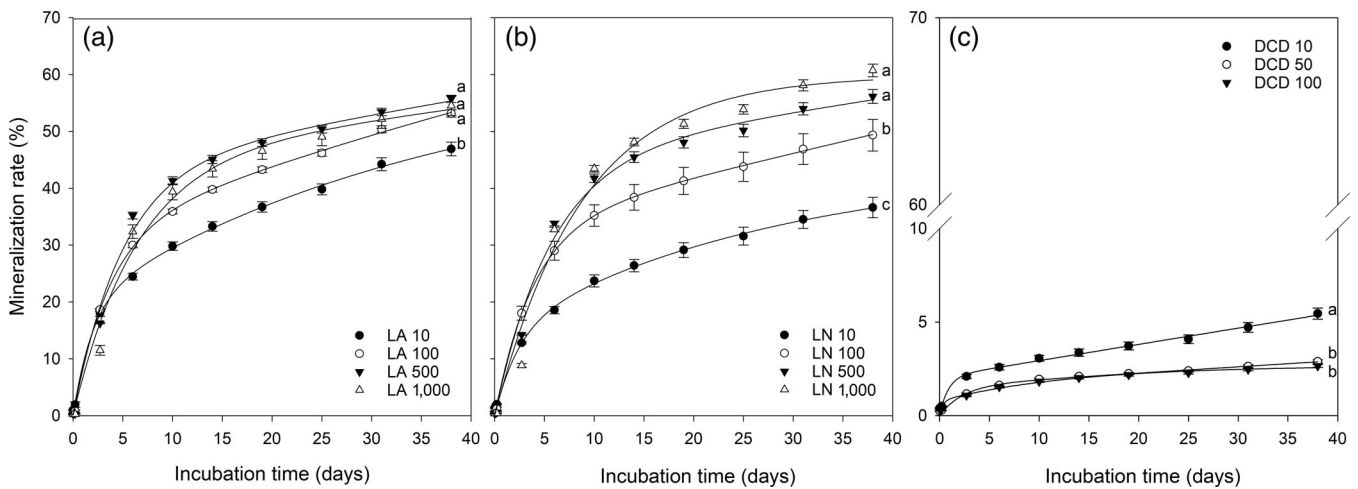 Mineralization rate (%)
(a)
70
60
50
40
30
20
10
0
a
a
a
b
LA 10
LA 100
LA 500
LA 1,000
0 5 10 15 20 25 30 35 40
Incubation time (days)
(b)
a
a
b
c
LN 10
LN 100
LN 500
LN 1,000
0 5 10 15 20 25 30 35 40
Incubation time (days)
(c)
70
60
10
5
0
DCD 10
DCD 50
DCD 100
a
b
b
0 5 10 15 20 25 30 35 40
Incubation time (days)